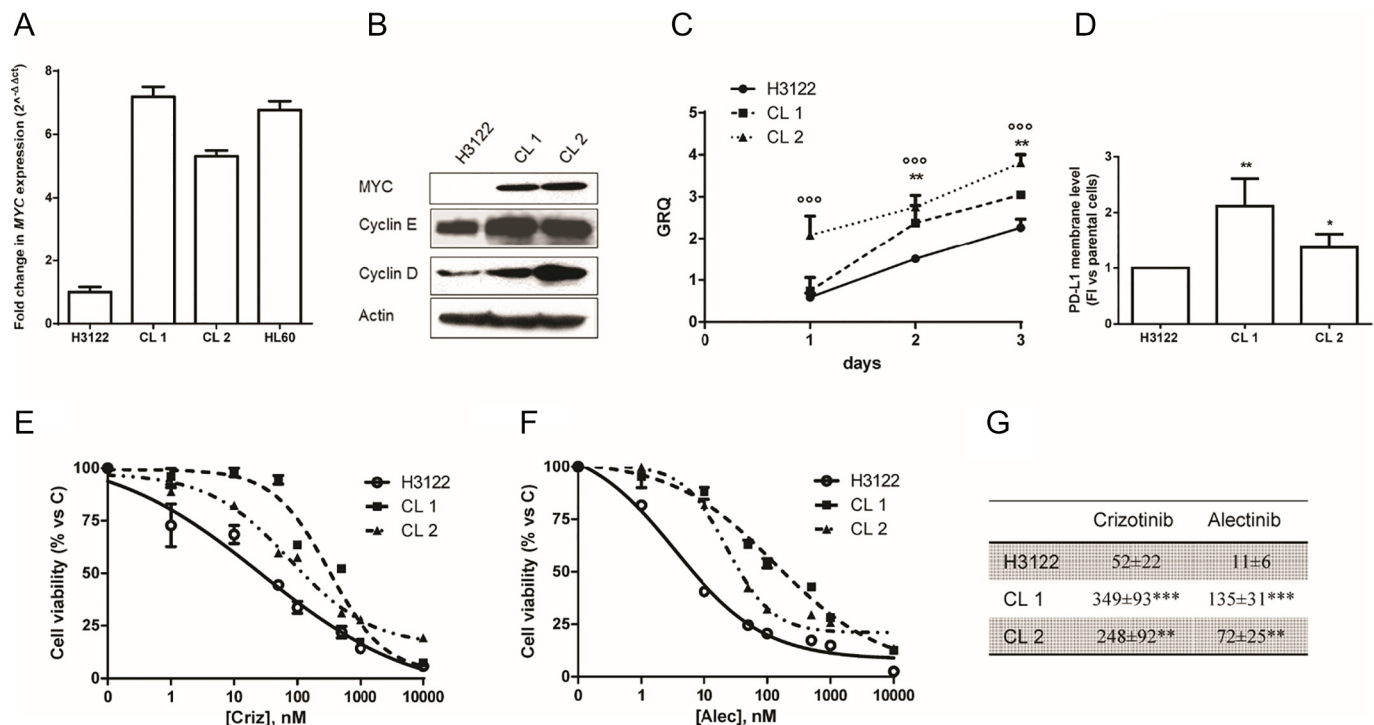 A
Fold change in MYC expression (2^-ΔΔct)
8
6
4
2
0
H3122 CL 1 CL 2 HL60
B
H3122 CL 1 CL 2
MYC
Cyclin E
Cyclin D
Actin
C
H3122
CL 1
CL 2
GRQ
5
4
3
2
1
0
°°° °°° ** °°° **
0 1 2 3
days
D
PD-L1 membrane level
(FI vs parental cells)
3
2
1
0
** *
H3122 CL 1 CL 2
E
Cell viability (% vs C)
100
75
50
25
0
H3122
CL 1
CL 2
0 1 10 100 1000 10000
[Criz], nM
F
Cell viability (% vs C)
100
75
50
25
0
H3122
CL 1
CL 2
0 1 10 100 1000 10000
[Alec], nM
G
Crizotinib Alectinib
H3122 52±22 11±6
CL 1 349±93*** 135±31***
CL 2 248±92** 72±25**